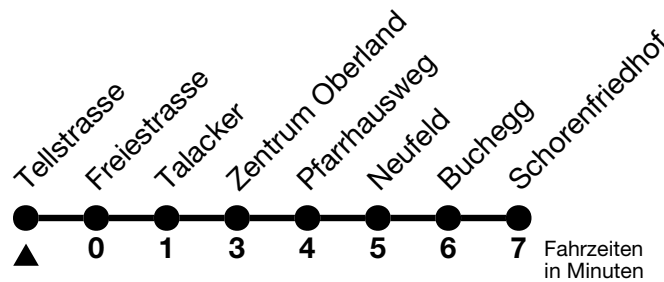 Tellstrasse
Freiestrasse
Talacker
Zentrum Oberland
Pfarrhausweg
Neufeld
Buchegg
Schorenfriedhof
0 1 3 4 5 6 7
Fahrzeiten
in Minuten